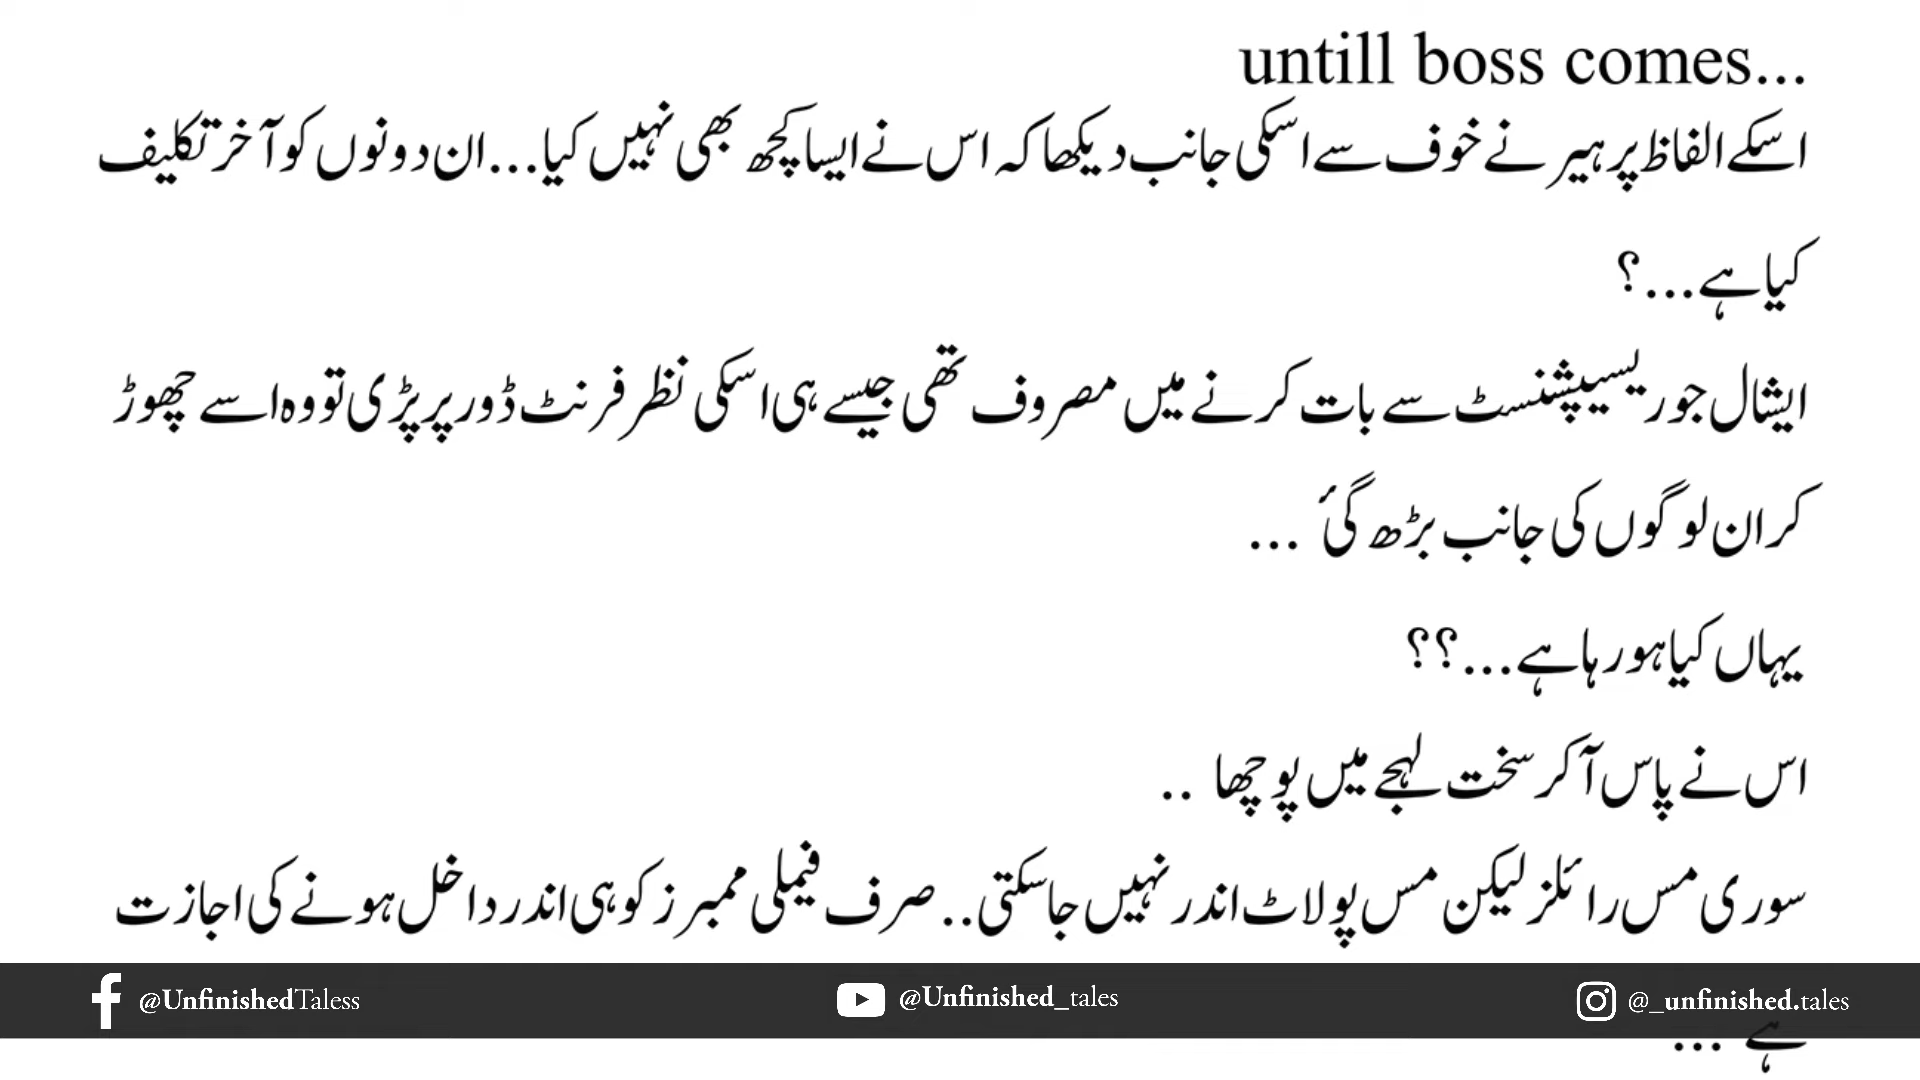 untill boss comes...
اسکے الفاظ پر ہیر نے خوف سے اسکی جانب دیکھا کہ اس نے ایسا کچھ بھی نہیں کیا...ان دونوں کو آخر تکلیف
کیا ہے...؟
ایشال جو ریسیپشنسٹ سے بات کرنے میں مصروف تھی جیسے ہی اسکی نظر فرنٹ ڈور پر پڑی تو وہ اسے چھوڑ
کر ان لوگوں کی جانب بڑھ گئ ...
یہاں کیا ہو رہا ہے...؟؟
اس نے پاس آ کر سخت لہجے میں پوچھا ..
سوری مس رائلز لیکن مس پولاٹ اندر نہیں جا سکتی.. صرف فیملی ممبرز کو ہی اندر داخل ہونے کی اجازت
@UnfinishedTaless
@Unfinished_tales
@_unfinished.tales
ہے ...